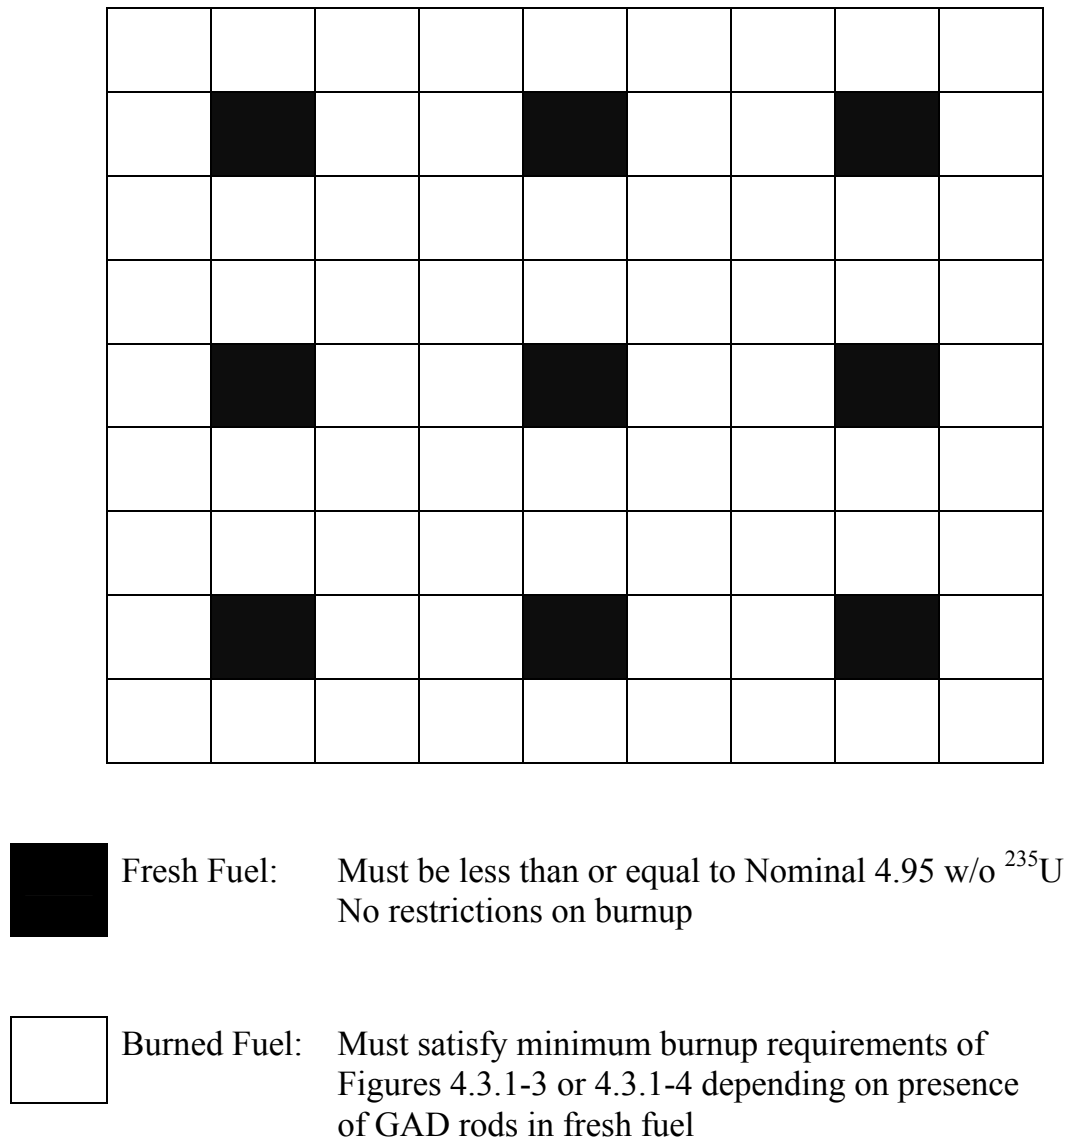 Fresh Fuel: Must be less than or equal to Nominal 4.95 w/o ²³⁵U
No restrictions on burnup
Burned Fuel: Must satisfy minimum burnup requirements of
Figures 4.3.1-3 or 4.3.1-4 depending on presence
of GAD rods in fresh fuel